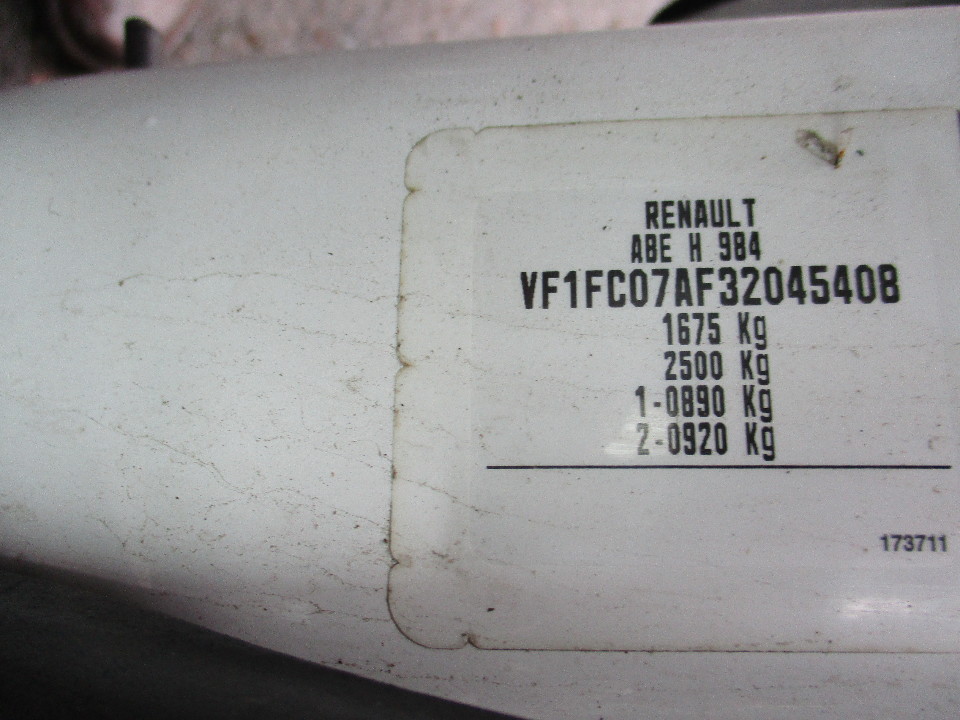 RENAULT
ABE H 984
VF1FC07AF32045408
1675 Kg
2500 Kg
1-0890 Kg
2-0920 Kg
173711